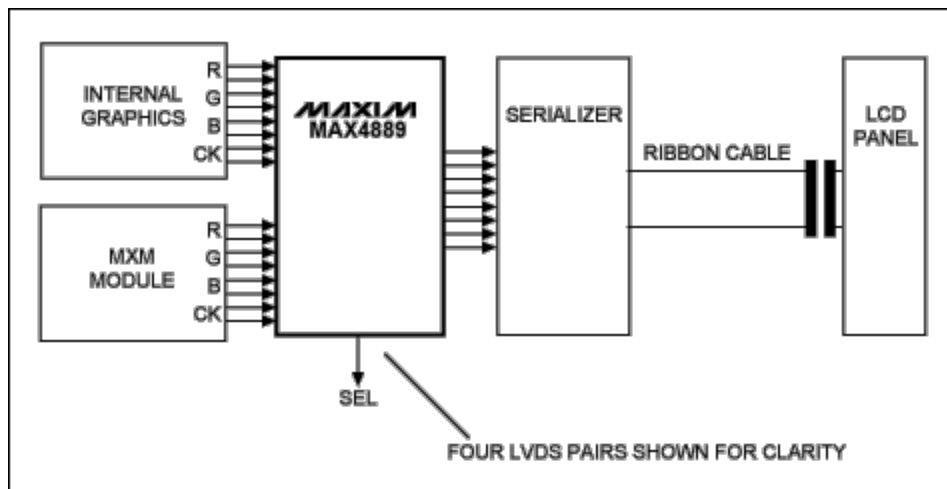 INTERNAL
GRAPHICS
R
G
B
CK
MXM
MODULE
R
G
B
CK
MAXIM
MAX4889
SEL
SERIALIZER
RIBBON CABLE
LCD
PANEL
FOUR LVDS PAIRS SHOWN FOR CLARITY